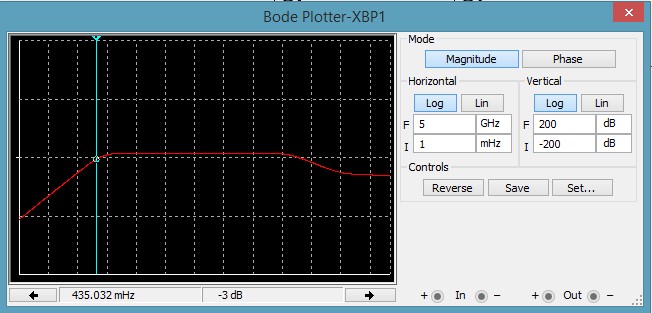 Bode Plotter-XBP1
×
Mode
Magnitude Phase
Horizontal Vertical
Log Lin Log Lin
F 5 GHz F 200 dB
I 1 mHz I -200 dB
Controls
Reverse Save Set...
435.032 mHz -3 dB
+ In − + Out −